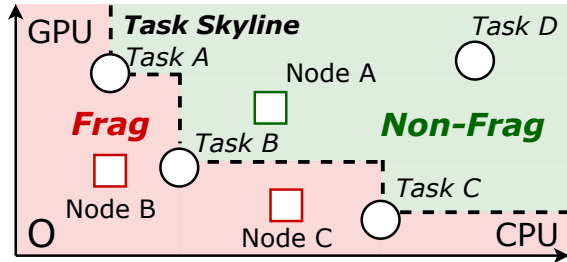 GPU
Task Skyline
Task A
Task D
Node A
Frag
Non-Frag
Task B
Node B
Task C
Node C
O
CPU